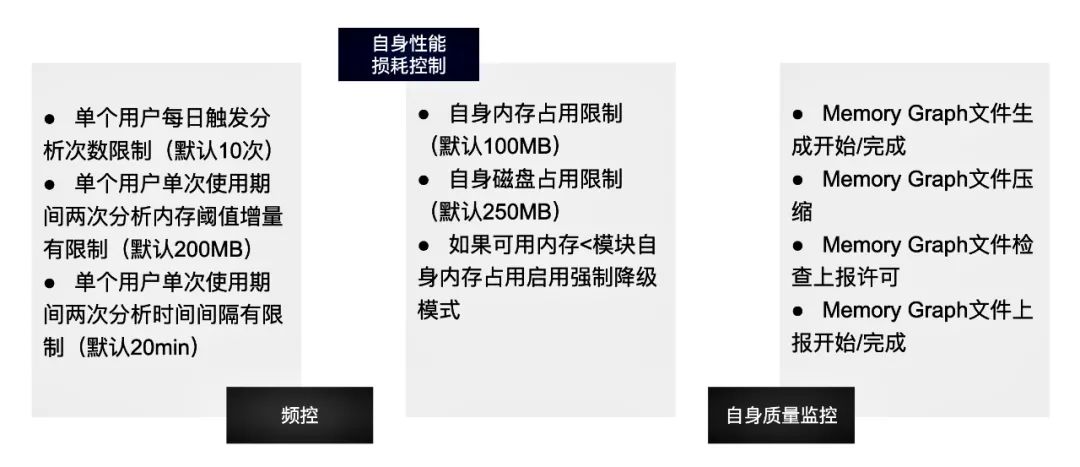 ● 单个用户每日触发分
析次数限制（默认10次）
● 单个用户单次使用期
间两次分析内存阈值增量
有限制（默认200MB）
● 单个用户单次使用期
间两次分析时间间隔有限
制（默认20min）
频控
自身性能
损耗控制
● 自身内存占用限制
（默认100MB）
● 自身磁盘占用限制
（默认250MB）
● 如果可用内存<模块自
身内存占用启用强制降级
模式
● Memory Graph文件生
成开始/完成
● Memory Graph文件压
缩
● Memory Graph文件检
查上报许可
● Memory Graph文件上
报开始/完成
自身质量监控